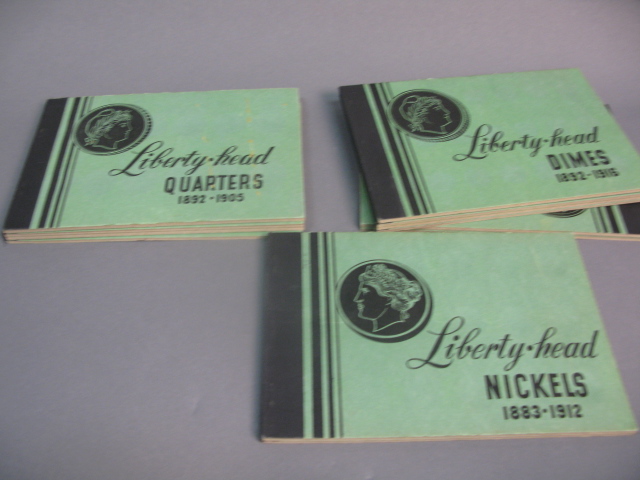 Liberty-head
QUARTERS
1892-1905
Liberty-head
DIMES
1892-1916
Liberty-head
NICKELS
1883-1912